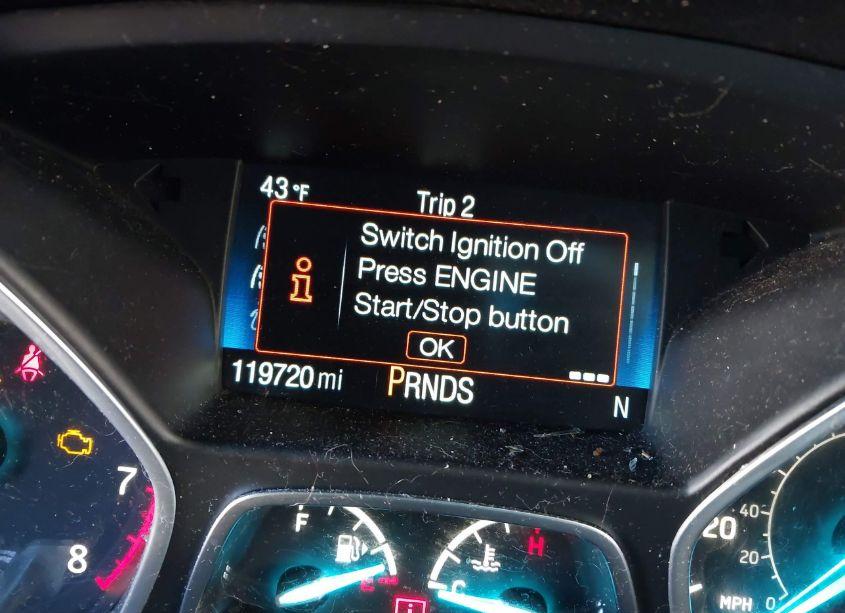 43 °F
Trip 2
Switch Ignition Off
Press ENGINE
Start/Stop button
OK
119720 mi
PRNDS
N
7
8
F
E
C
H
20
40
20
0
MPH